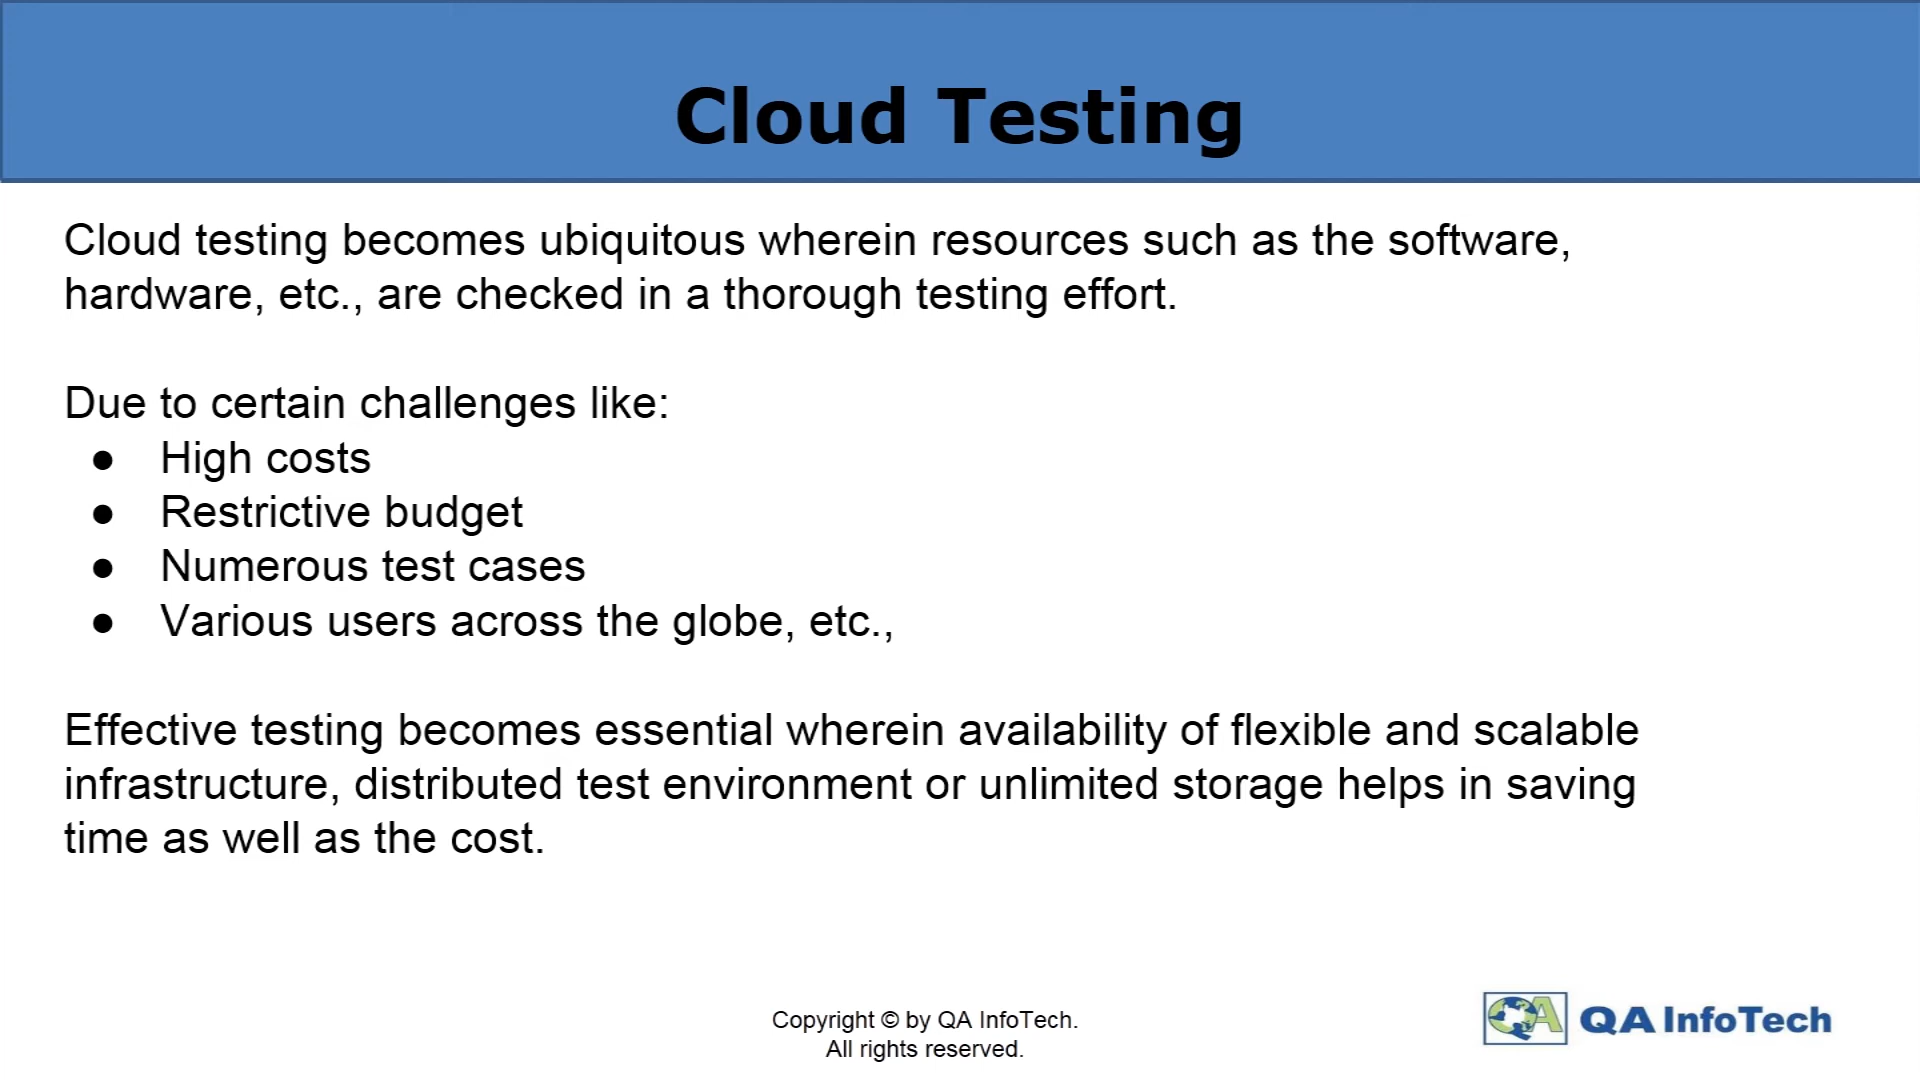 Cloud Testing
Cloud testing becomes ubiquitous wherein resources such as the software,
hardware, etc., are checked in a thorough testing effort.
Due to certain challenges like:
● High costs
● Restrictive budget
● Numerous test cases
● Various users across the globe, etc.,
Effective testing becomes essential wherein availability of flexible and scalable
infrastructure, distributed test environment or unlimited storage helps in saving
time as well as the cost.
Copyright © by QA InfoTech.
All rights reserved.
QA QA InfoTech